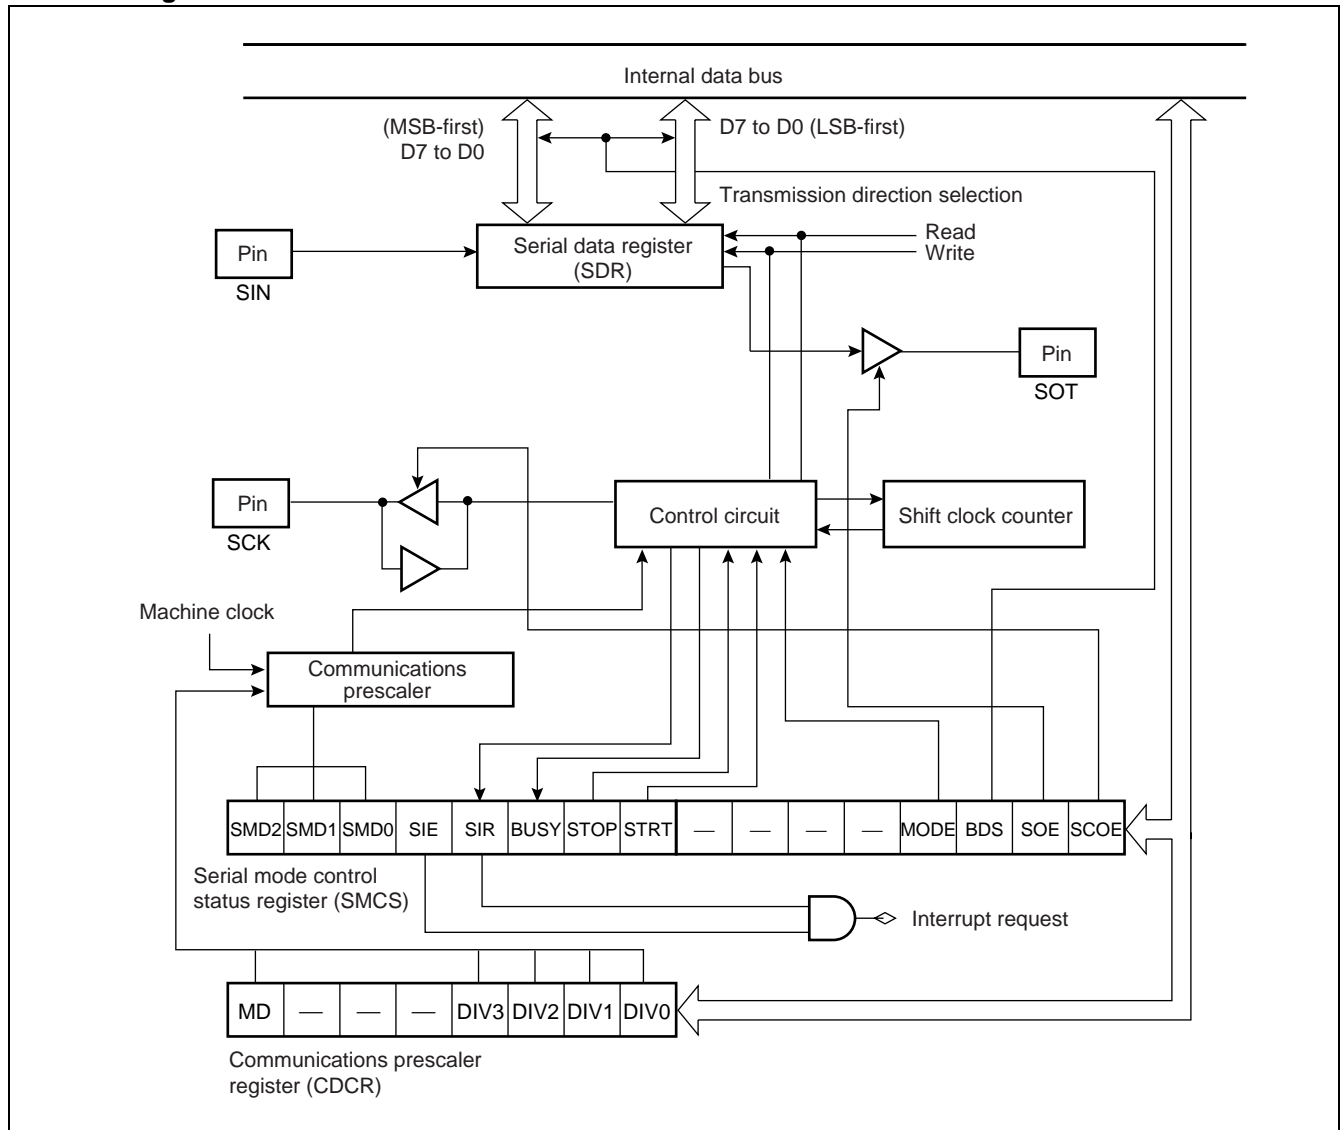 Internal data bus
(MSB-first)
D7 to D0
D7 to D0 (LSB-first)
Transmission direction selection
Pin
SIN
Serial data register
(SDR)
Read
Write
Pin
SOT
Pin
SCK
Control circuit
Shift clock counter
Machine clock
Communications
prescaler
SMD2 SMD1 SMD0 SIE SIR BUSY STOP STRT — — — — MODE BDS SOE SCOE
Serial mode control
status register (SMCS)
Interrupt request
MD — — — DIV3 DIV2 DIV1 DIV0
Communications prescaler
register (CDCR)